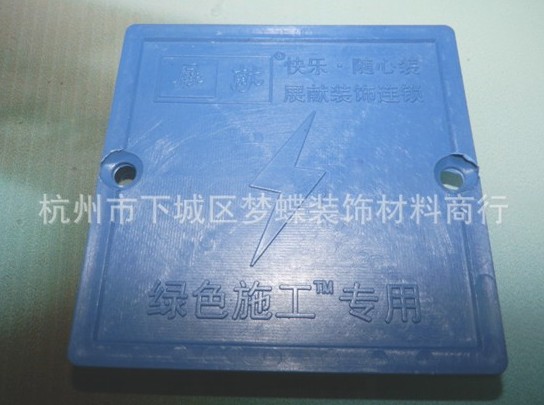 快乐·随心装
展献装饰连锁
杭州市下城区梦蝶装饰材料商行
绿色施工™专用